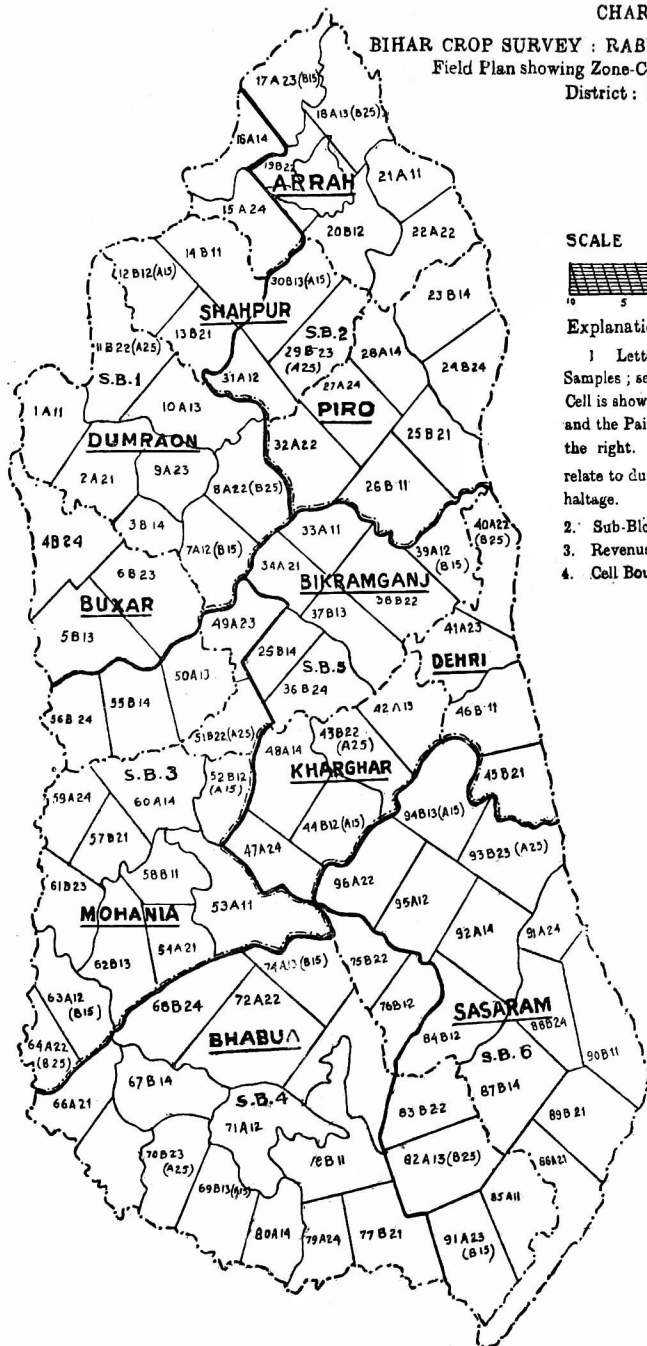 CHAR
BIHAR CROP SURVEY : RAB
Field Plan showing Zone-C
District :
17A23(B15)
18A13(B25)
16A14
19B22
ARRAH
21A11
15A24
20B12
22A22
14B11
12B12(A15)
30B13(A15)
23B14
SCALE
10 5
SHAHPUR
11B22(A25)
13B21
S.B.2
29B23
(A25)
28A14
24B24
Explanatio
1 Lett
Samples ; se
Cell is show
and the Pai
the right.
relate to du
haltage.
2. Sub-Blo
3. Revenu
4. Cell Bou
S.B.1
31A12
27A24
1A11
10A13
PIRO
DUMRAON
32A22
25B21
2A21
9A23
8A22(B25)
26B11
3B14
33A11
40A22
(B25)
4B24
7A12(B15)
34A21
39A12
(B15)
6B23
BIKRAMGANJ
BUXAR
37B13
38B22
5B13
49A23
41A23
25B14
S.B.5
DEHRI
50A13
36B24
56B24
55B14
42A13
46B11
51B22(A25)
48A14
43B22
(A25)
S.B.3
52B12
(A15)
KHARGHAR
45B21
59A24
60A14
94B13(A15)
57B21
44B12(A15)
93B23(A25)
58B11
47A24
96A22
61B23
53A11
95A12
MOHANIA
92A14
91A24
54A21
62B13
74A13(B15)
75B22
63A12
(B15)
68B24
72A22
76B12
SASARAM
64A22
(B25)
BHABUA
84B12
88B24
90B11
S.B.6
67B14
87B14
66A21
S.B.4
83B22
89B21
71A12
70B23
(A25)
78B11
82A13(B25)
86A21
69B13(A15)
85A11
80A14
79A24
77B21
91A23
(B15)